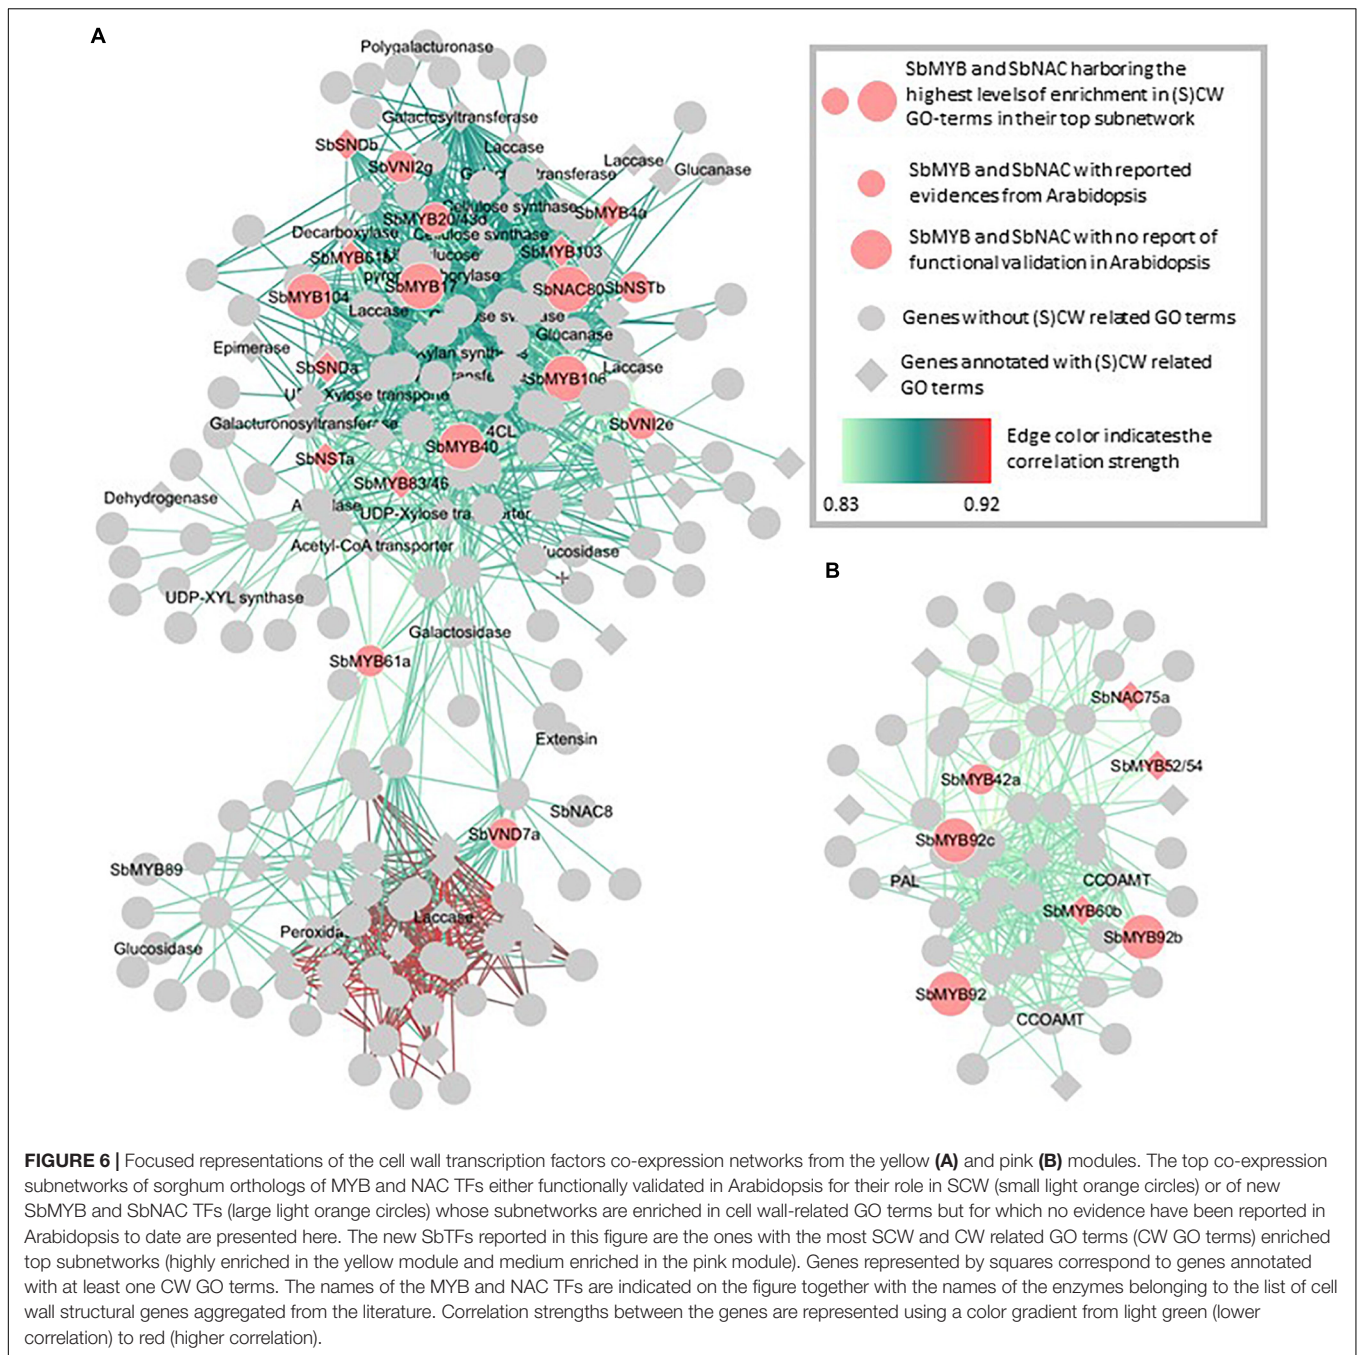 A
Polygalacturonase
Galactosyltransferase
SbSNDb
Laccase
SbVNI2g
Laccase
Glucanase
transferase
Cellulose synthase
SbMYB4a
SbMYB20/43d
Decarboxylase
Cellulose synthase
SbMYB103
glucose
SbMYB17
SbNAC80
SbNSTb
SbMYB104
Laccase
Glucanase
Epimerase
SbSNDa
Laccase
SbMYB106
Xylose
Galacturonosyltransferase
SbVNI2e
4CL
SbMYB40
SbNSTa
SbMYB83/46
Dehydrogenase
UDP-Xylose
Acetyl-CoA transporter
UDP-XYL synthase
Galactosidase
SbMYB61a
Extensin
SbNAC8
SbVND7a
SbMYB89
Laccase
Glucosidase
SbMYB and SbNAC harboring the
highest levels of enrichment in (S)CW
GO-terms in their top subnetwork
SbMYB and SbNAC with reported
evidences from Arabidopsis
SbMYB and SbNAC with no report of
functional validation in Arabidopsis
Genes without (S)CW related GO terms
Genes annotated with (S)CW related
GO terms
Edge color indicates the
correlation strength
0.83 0.92
B
SbNAC75a
SbMYB52/54
SbMYB42a
SbMYB92c
PAL
CCOAMT
SbMYB60b
SbMYB92b
SbMYB92
CCOAMT
FIGURE 6 | Focused representations of the cell wall transcription factors co-expression networks from the yellow (A) and pink (B) modules. The top co-expression
subnetworks of sorghum orthologs of MYB and NAC TFs either functionally validated in Arabidopsis for their role in SCW (small light orange circles) or of new
SbMYB and SbNAC TFs (large light orange circles) whose subnetworks are enriched in cell wall-related GO terms but for which no evidence have been reported in
Arabidopsis to date are presented here. The new SbTFs reported in this figure are the ones with the most SCW and CW related GO terms (CW GO terms) enriched
top subnetworks (highly enriched in the yellow module and medium enriched in the pink module). Genes represented by squares correspond to genes annotated
with at least one CW GO terms. The names of the MYB and NAC TFs are indicated on the figure together with the names of the enzymes belonging to the list of cell
wall structural genes aggregated from the literature. Correlation strengths between the genes are represented using a color gradient from light green (lower
correlation) to red (higher correlation).